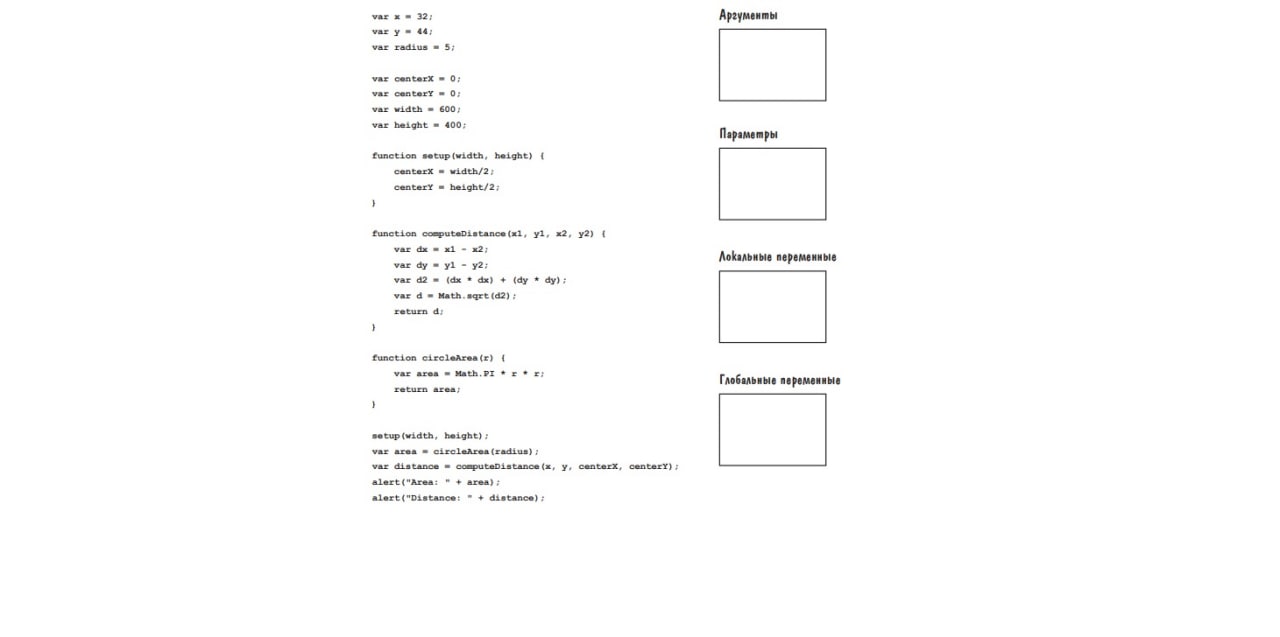 var x = 32;
var y = 44;
var radius = 5;
var centerX = 0;
var centerY = 0;
var width = 600;
var height = 400;
function setup(width, height) {
centerX = width/2;
centerY = height/2;
}
function computeDistance(x1, y1, x2, y2) {
var dx = x1 - x2;
var dy = y1 - y2;
var d2 = (dx * dx) + (dy * dy);
var d = Math.sqrt(d2);
return d;
}
function circleArea(r) {
var area = Math.PI * r * r;
return area;
}
setup(width, height);
var area = circleArea(radius);
var distance = computeDistance(x, y, centerX, centerY);
alert("Area: " + area);
alert("Distance: " + distance);
Аргументы
Параметры
Локальные переменные
Глобальные переменные